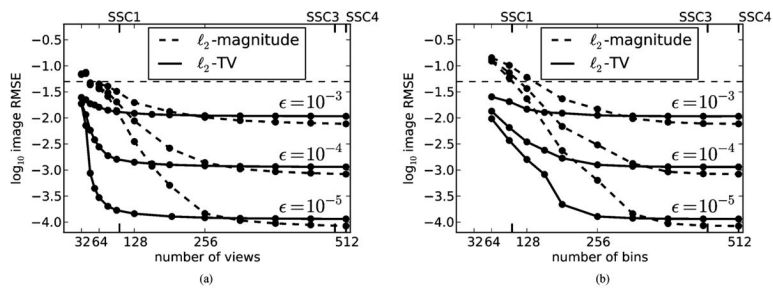 SSC1 SSC3 SSC4
−0.5
−1.0
−1.5
−2.0
−2.5
−3.0
−3.5
−4.0
log₁₀ image RMSE
ℓ₂-magnitude
ℓ₂-TV
ϵ=10⁻³
ϵ=10⁻⁴
ϵ=10⁻⁵
32 64 128 256 512
number of views
(a)
SSC1 SSC3 SSC4
−0.5
−1.0
−1.5
−2.0
−2.5
−3.0
−3.5
−4.0
log₁₀ image RMSE
ℓ₂-magnitude
ℓ₂-TV
ϵ=10⁻³
ϵ=10⁻⁴
ϵ=10⁻⁵
32 64 128 256 512
number of bins
(b)